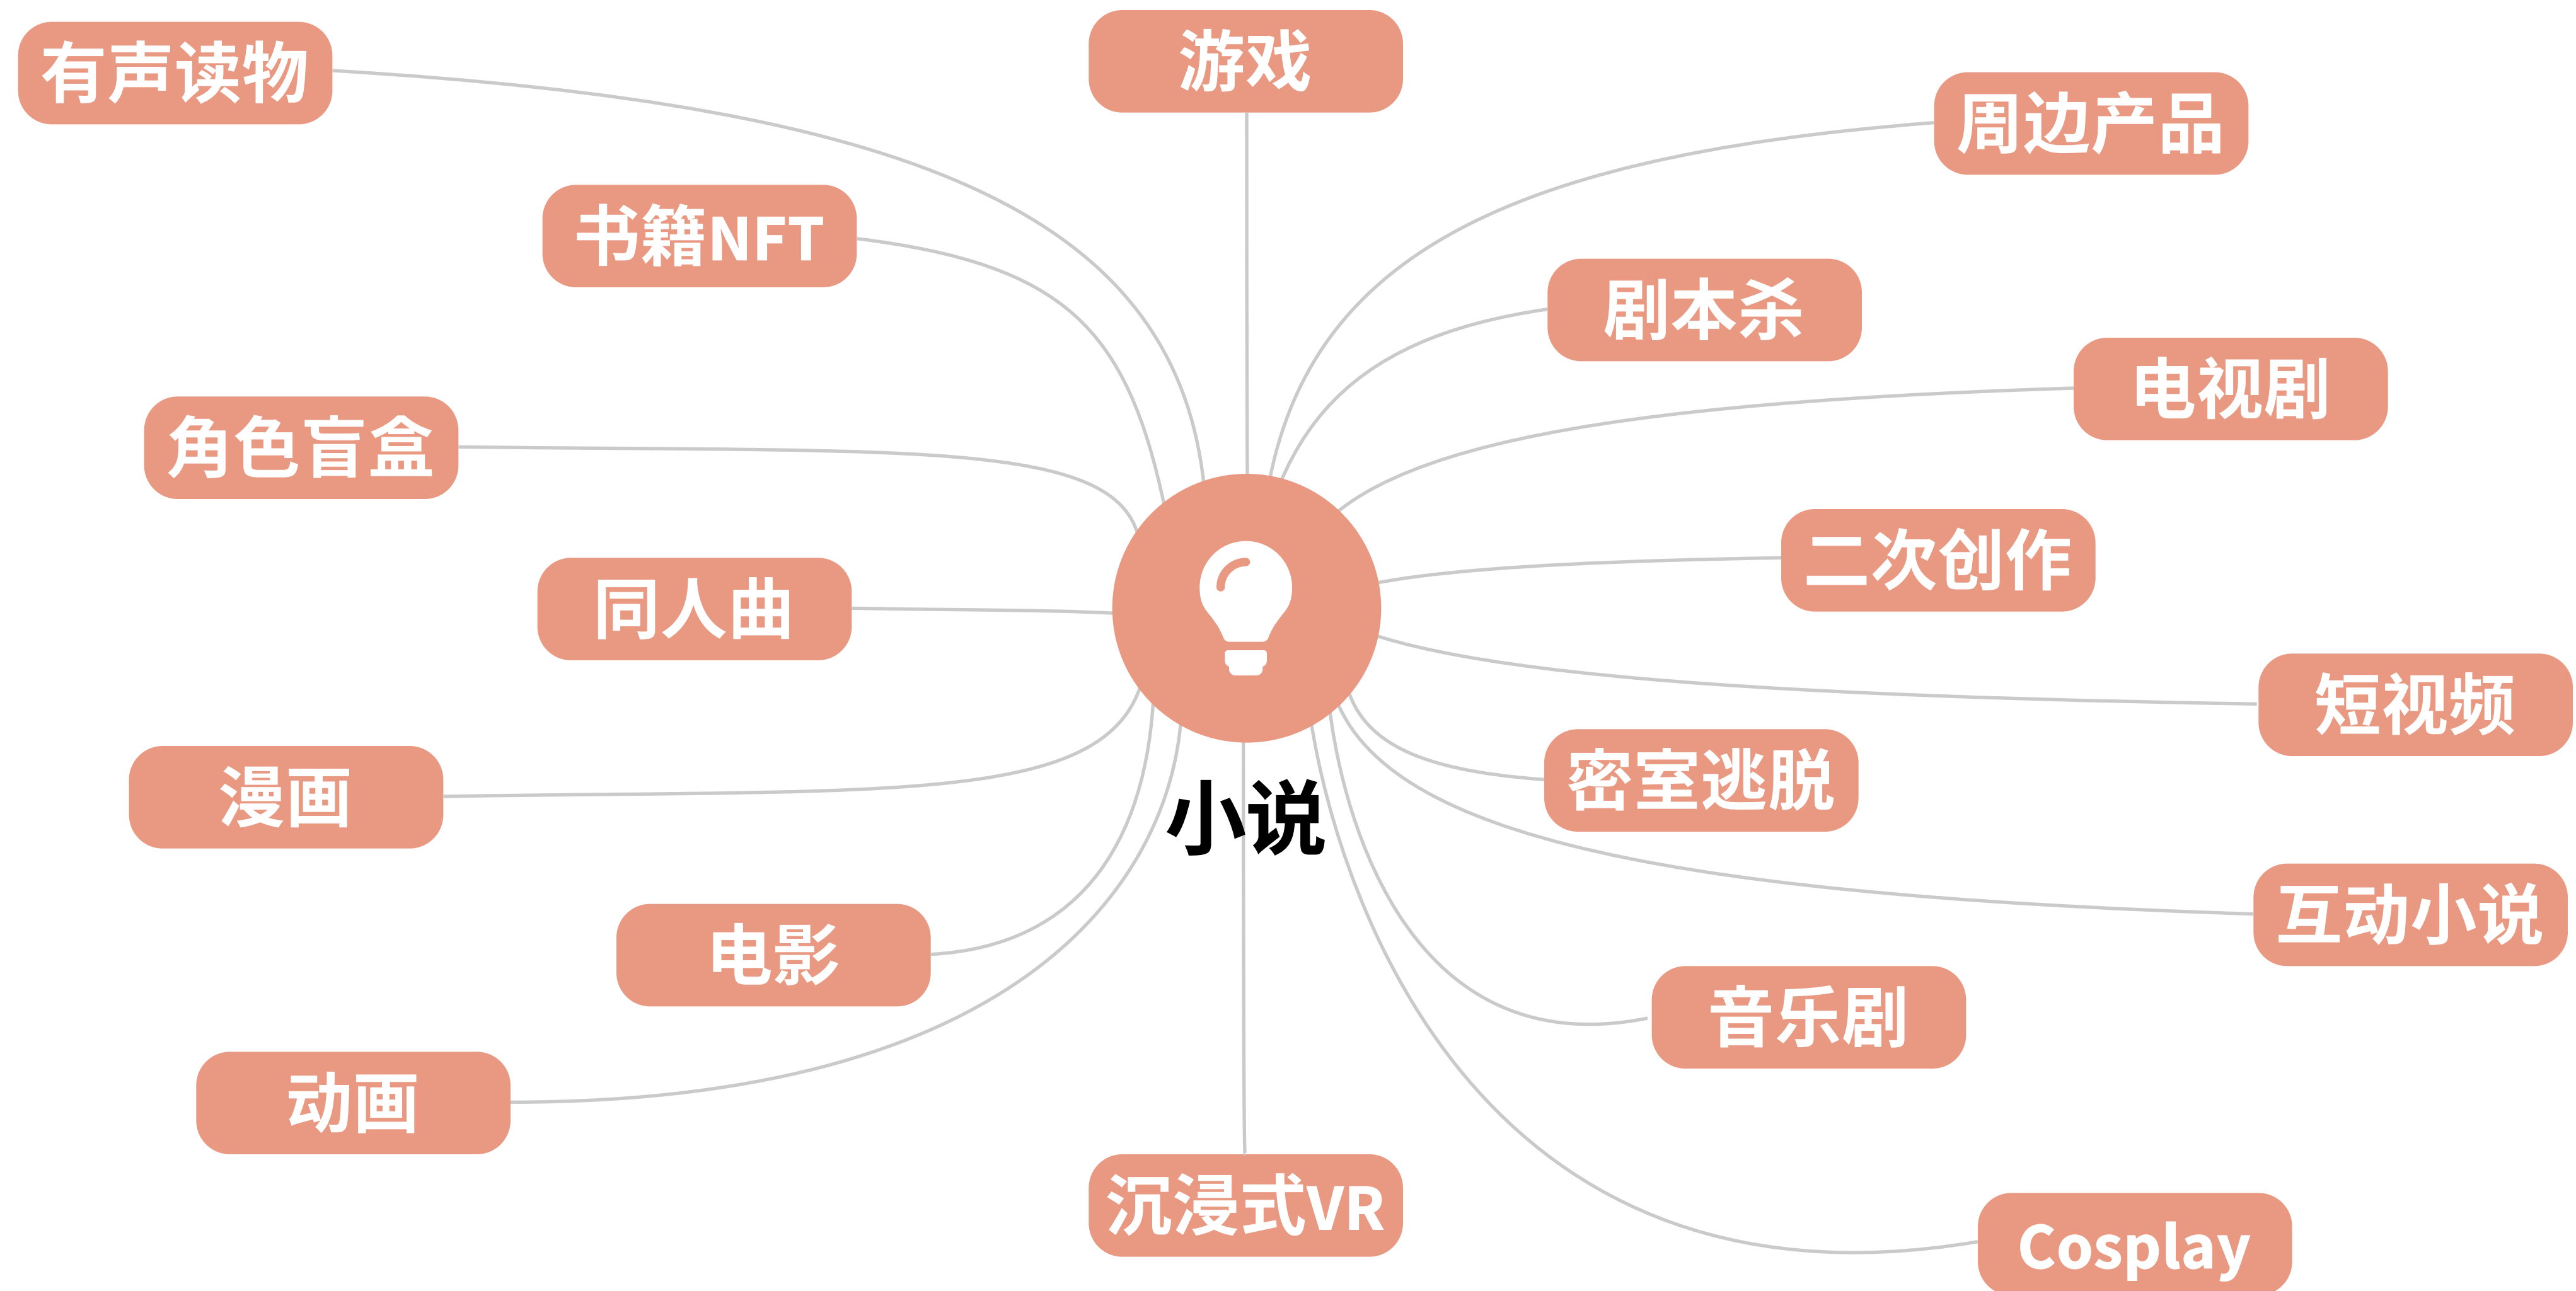 有声读物
游戏
周边产品
书籍NFT
剧本杀
电视剧
角色盲盒
二次创作
同人曲
短视频
密室逃脱
漫画
小说
互动小说
电影
音乐剧
动画
沉浸式VR
Cosplay